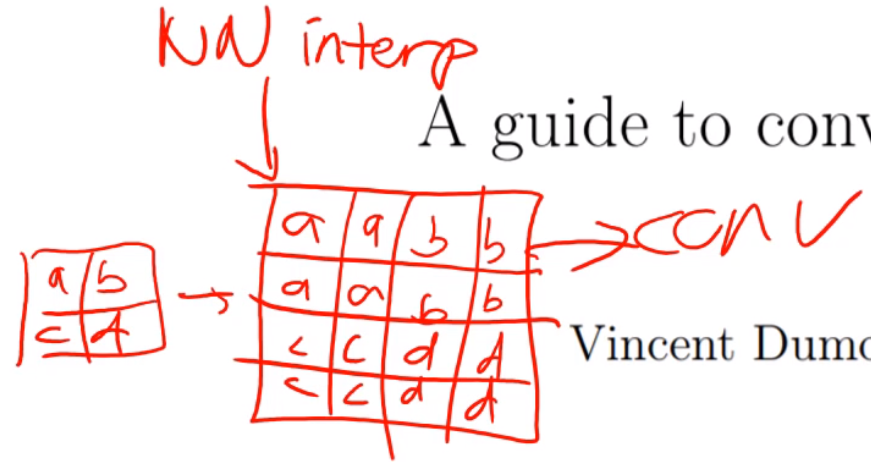 NN interp
A guide to conv
a a b b
conv
a b
a a b b
c d
c c d d
Vincent Dumo
c c d d